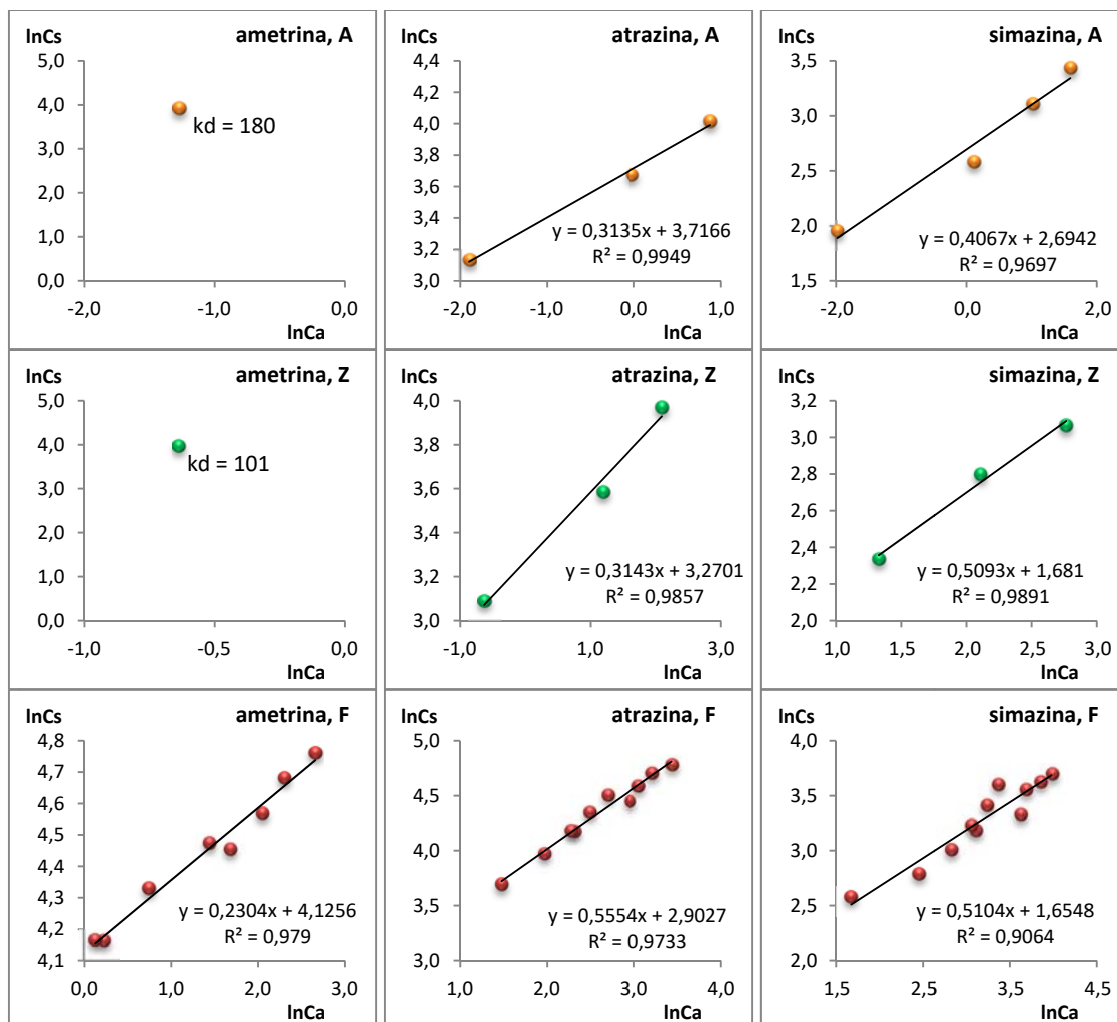 lnCs ametrina, A
5,0
4,0
3,0
2,0
1,0
0,0
kd = 180
-2,0 -1,0 0,0
lnCa
lnCs atrazina, A
4,4
4,2
4,0
3,8
3,6
3,4
3,2
3,0
y = 0,3135x + 3,7166
R² = 0,9949
-2,0 -1,0 0,0 1,0
lnCa
lnCs simazina, A
3,5
3,0
2,5
2,0
1,5
y = 0,4067x + 2,6942
R² = 0,9697
-2,0 0,0 2,0
lnCa
lnCs ametrina, Z
5,0
4,0
3,0
2,0
1,0
0,0
kd = 101
-1,0 -0,5 0,0
lnCa
lnCs atrazina, Z
4,0
3,8
3,6
3,4
3,2
3,0
y = 0,3143x + 3,2701
R² = 0,9857
-1,0 1,0 3,0
lnCa
lnCs simazina, Z
3,2
3,0
2,8
2,6
2,4
2,2
2,0
y = 0,5093x + 1,681
R² = 0,9891
1,0 1,5 2,0 2,5 3,0
lnCa
lnCs ametrina, F
4,8
4,7
4,6
4,5
4,4
4,3
4,2
4,1
y = 0,2304x + 4,1256
R² = 0,979
0,0 1,0 2,0 3,0
lnCa
lnCs atrazina, F
5,0
4,5
4,0
3,5
3,0
y = 0,5554x + 2,9027
R² = 0,9733
1,0 2,0 3,0 4,0
lnCa
lnCs simazina, F
4,0
3,5
3,0
2,5
2,0
y = 0,5104x + 1,6548
R² = 0,9064
1,5 2,5 3,5 4,5
lnCa